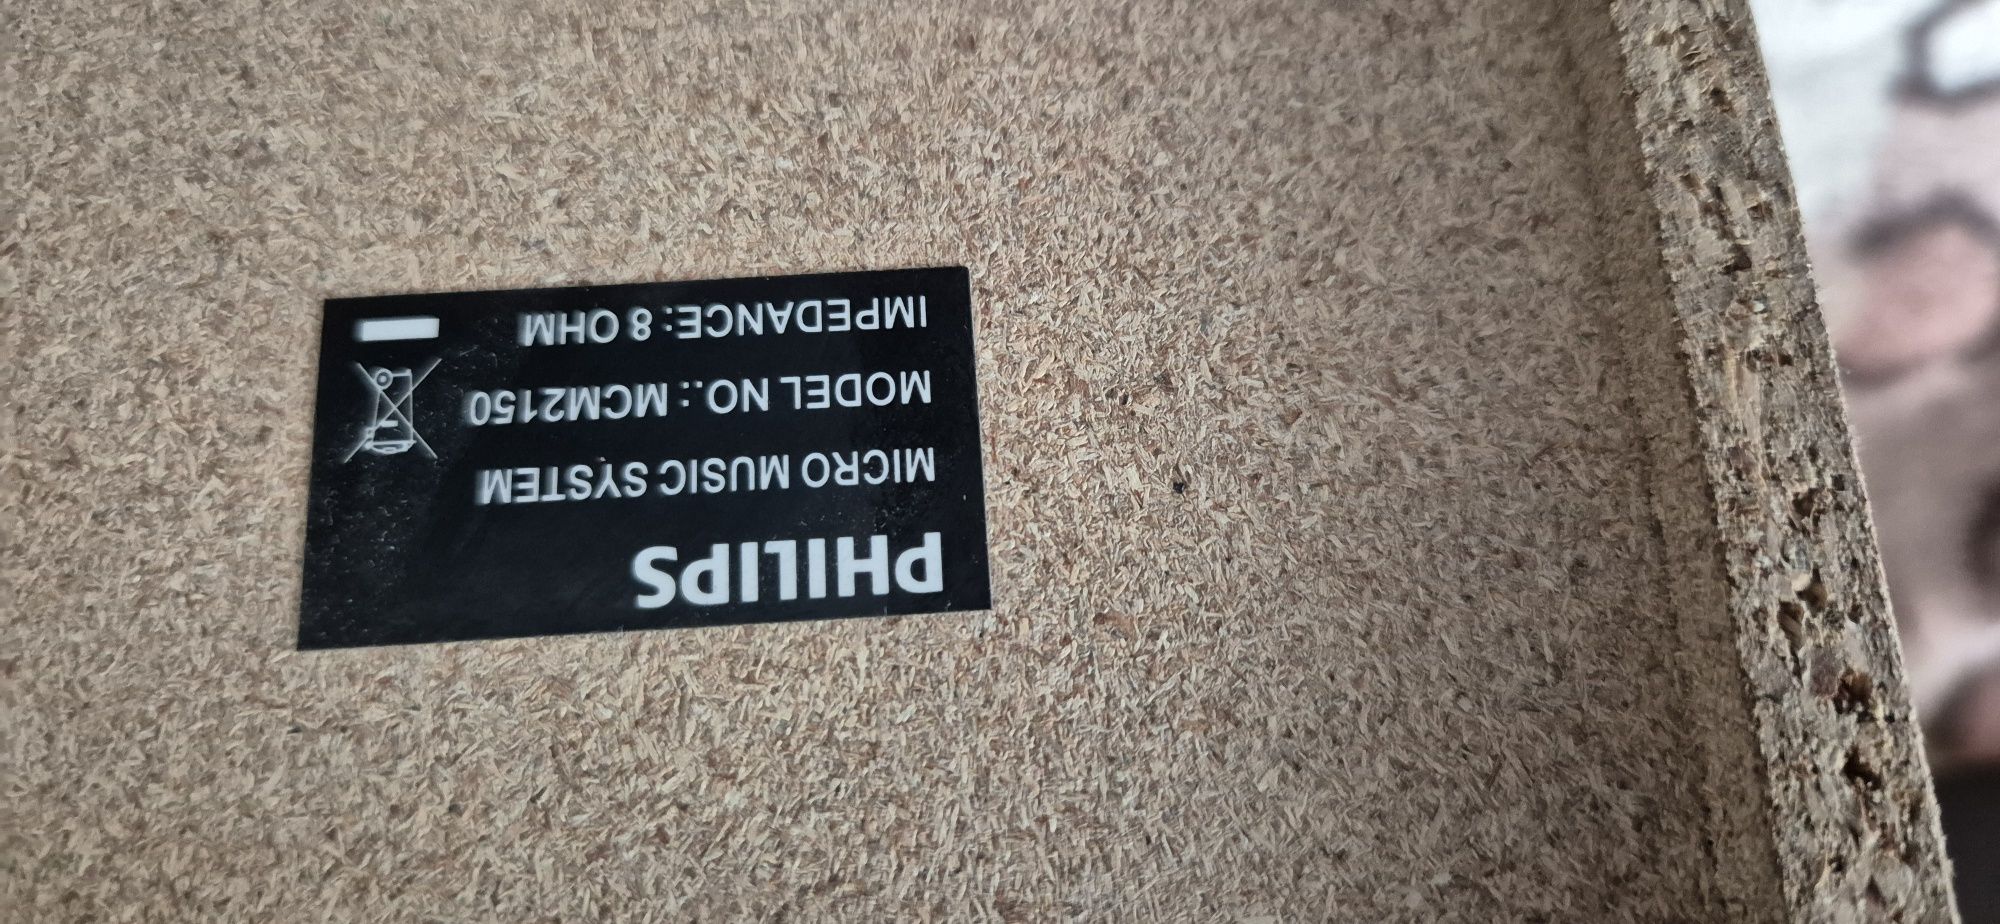 PHILIPS
MICRO MUSIC SYSTEM
MODEL NO.: MCM2150
IMPEDANCE: 8 OHM